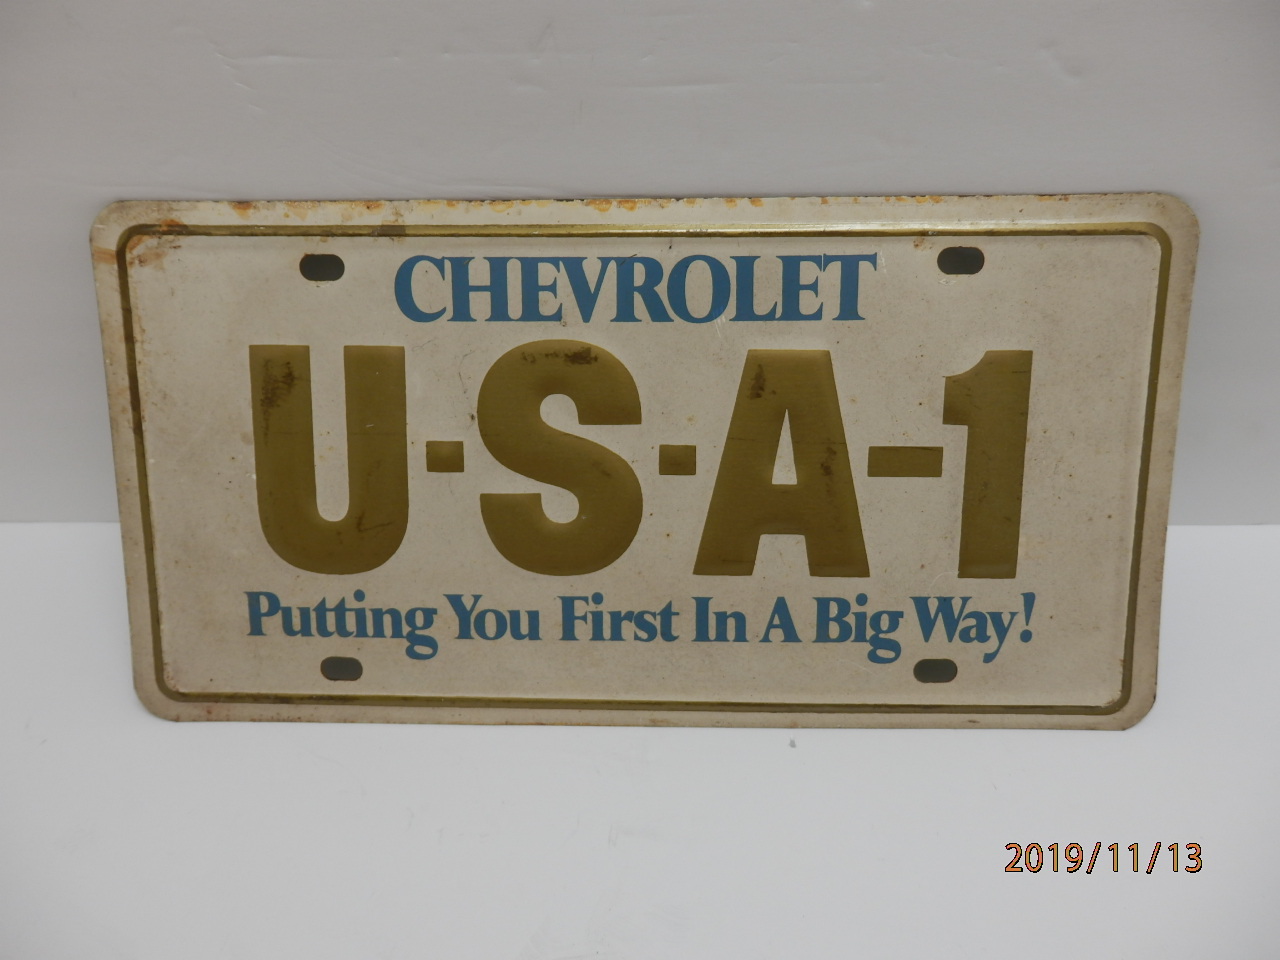 CHEVROLET
U-S-A-1
Putting You First In A Big Way!
2019/11/13